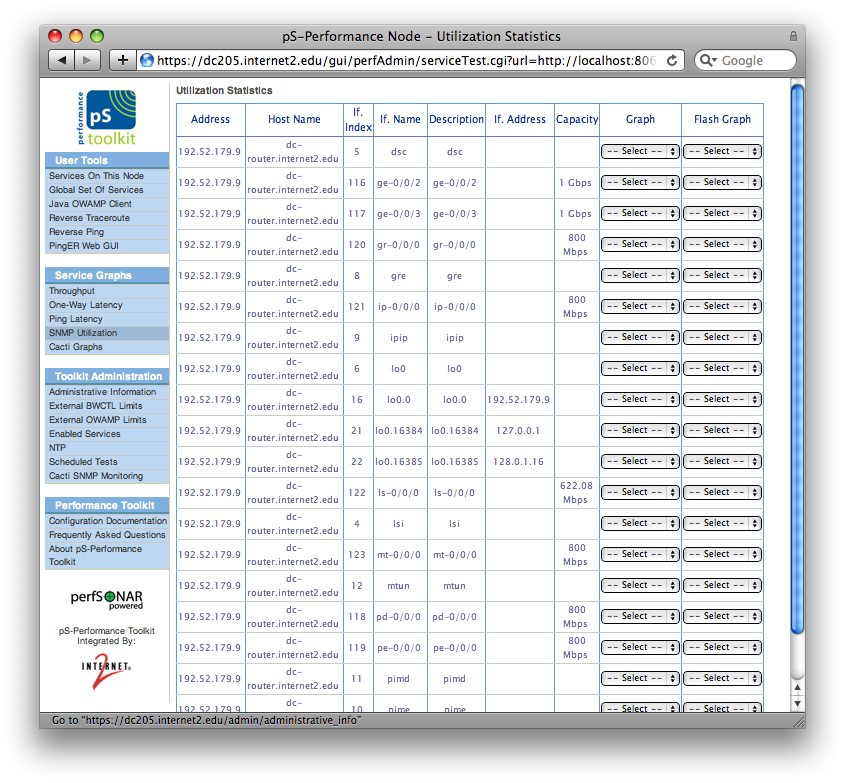 pS-Performance Node – Utilization Statistics
https://dc205.internet2.edu/gui/perfAdmin/serviceTest.cgi?url=http://localhost:806
Google
performance
pS
toolkit
User Tools
Services On This Node
Global Set Of Services
Java OWAMP Client
Reverse Traceroute
Reverse Ping
PingER Web GUI
Service Graphs
Throughput
One-Way Latency
Ping Latency
SNMP Utilization
Cacti Graphs
Toolkit Administration
Administrative Information
External BWCTL Limits
External OWAMP Limits
Enabled Services
NTP
Scheduled Tests
Cacti SNMP Monitoring
Performance Toolkit
Configuration Documentation
Frequently Asked Questions
About pS-Performance
Toolkit
perfSONAR
powered
pS-Performance Toolkit
Integrated By:
INTERNET
2
Utilization Statistics
Address Host Name If. Index If. Name Description If. Address Capacity Graph Flash Graph
192.52.179.9 dc-router.internet2.edu 5 dsc dsc -- Select -- -- Select --
192.52.179.9 dc-router.internet2.edu 116 ge-0/0/2 ge-0/0/2 1 Gbps -- Select -- -- Select --
192.52.179.9 dc-router.internet2.edu 117 ge-0/0/3 ge-0/0/3 1 Gbps -- Select -- -- Select --
192.52.179.9 dc-router.internet2.edu 120 gr-0/0/0 gr-0/0/0 800 Mbps -- Select -- -- Select --
192.52.179.9 dc-router.internet2.edu 8 gre gre -- Select -- -- Select --
192.52.179.9 dc-router.internet2.edu 121 ip-0/0/0 ip-0/0/0 800 Mbps -- Select -- -- Select --
192.52.179.9 dc-router.internet2.edu 9 ipip ipip -- Select -- -- Select --
192.52.179.9 dc-router.internet2.edu 6 lo0 lo0 -- Select -- -- Select --
192.52.179.9 dc-router.internet2.edu 16 lo0.0 lo0.0 192.52.179.9 -- Select -- -- Select --
192.52.179.9 dc-router.internet2.edu 21 lo0.16384 lo0.16384 127.0.0.1 -- Select -- -- Select --
192.52.179.9 dc-router.internet2.edu 22 lo0.16385 lo0.16385 128.0.1.16 -- Select -- -- Select --
192.52.179.9 dc-router.internet2.edu 122 ls-0/0/0 ls-0/0/0 622.08 Mbps -- Select -- -- Select --
192.52.179.9 dc-router.internet2.edu 4 lsi lsi -- Select -- -- Select --
192.52.179.9 dc-router.internet2.edu 123 mt-0/0/0 mt-0/0/0 800 Mbps -- Select -- -- Select --
192.52.179.9 dc-router.internet2.edu 12 mtun mtun -- Select -- -- Select --
192.52.179.9 dc-router.internet2.edu 118 pd-0/0/0 pd-0/0/0 800 Mbps -- Select -- -- Select --
192.52.179.9 dc-router.internet2.edu 119 pe-0/0/0 pe-0/0/0 800 Mbps -- Select -- -- Select --
192.52.179.9 dc-router.internet2.edu 11 pimd pimd -- Select -- -- Select --
192.52.179.9 dc- 10 pime pime -- Select -- -- Select --
Go to "https://dc205.internet2.edu/admin/administrative_info"